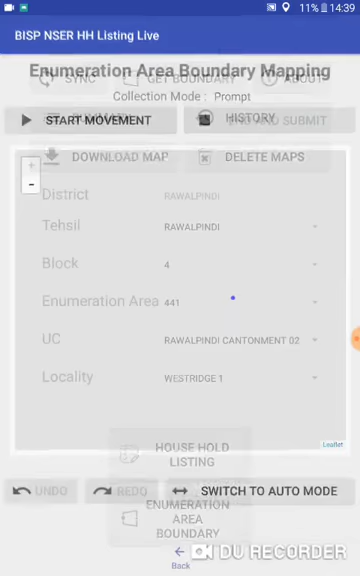 11% 14:39
BISP NSER HH Listing Live
SYNC GET BOUNDARY ABOUT
Enumeration Area Boundary Mapping
Collection Mode : Prompt
START MOVEMENT HISTORY AND SUBMIT
DOWNLOAD MAP DELETE MAPS
+
-
District RAWALPINDI
Tehsil RAWALPINDI
Block 4
Enumeration Area 441
UC RAWALPINDI CANTONMENT 02
Locality WESTRIDGE 1
Leaflet
HOUSE HOLD
LISTING
UNDO REDO SWITCH TO AUTO MODE
ENUMERATION
AREA
BOUNDARY
Back
DU RECORDER